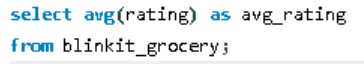 select avg(rating) as avg_rating
from blinkit_grocery;